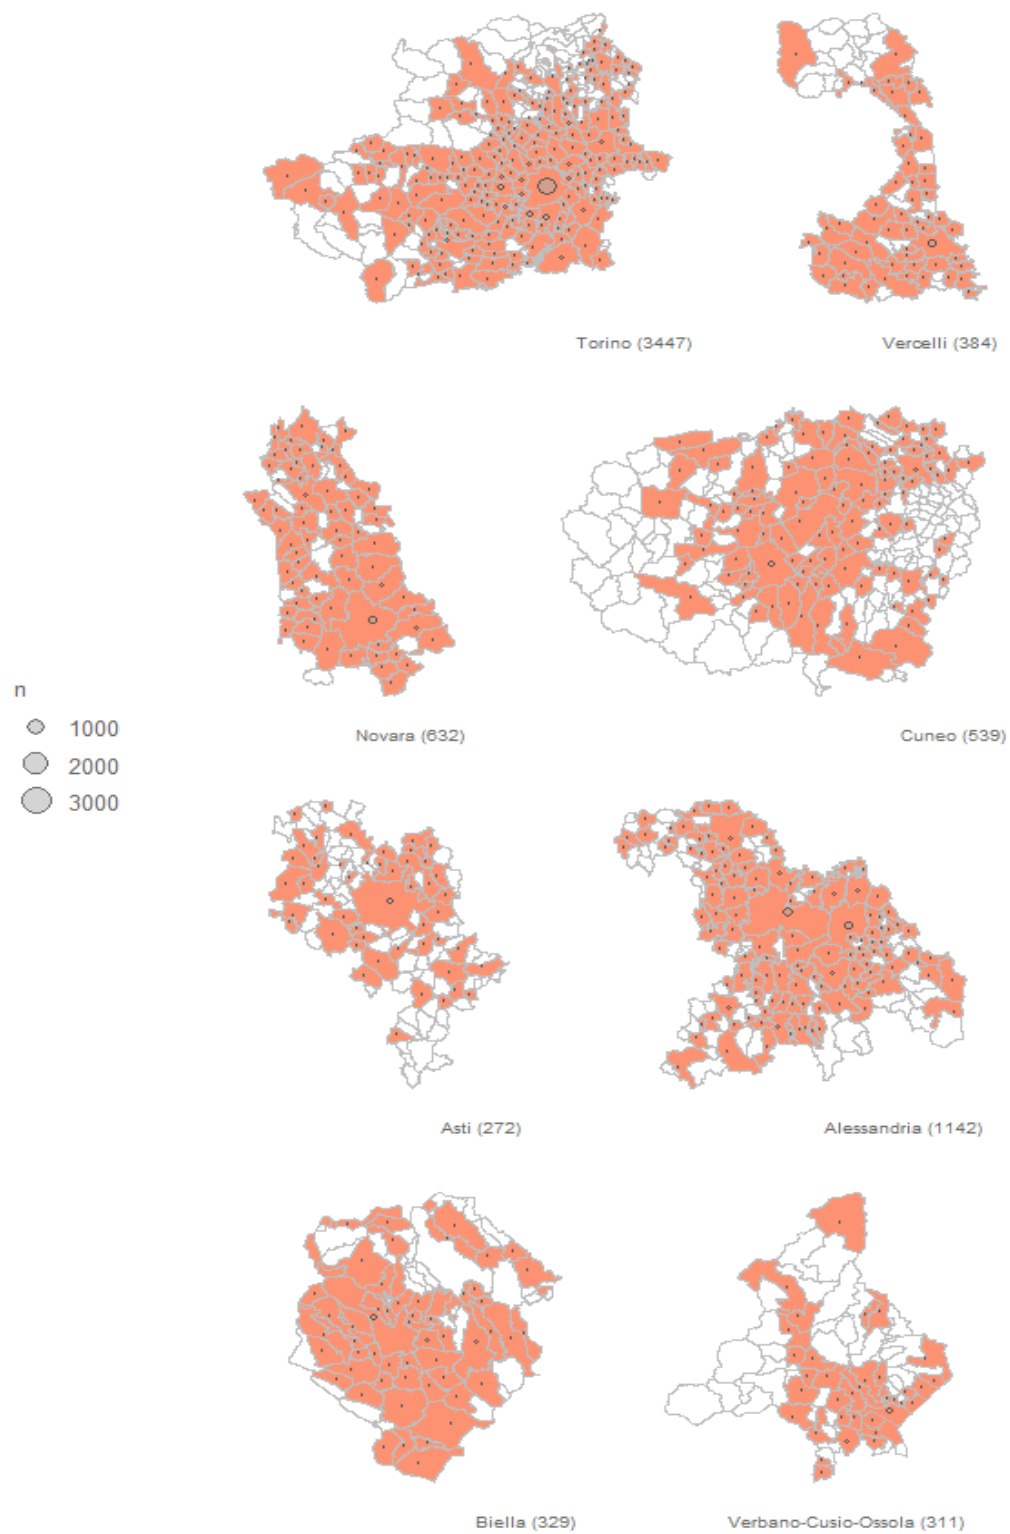 Torino (3447)
Vercelli (384)
Novara (632)
Cuneo (539)
n
1000
2000
3000
Asti (272)
Alessandria (1142)
Biella (329)
Verbano-Cusio-Ossola (311)